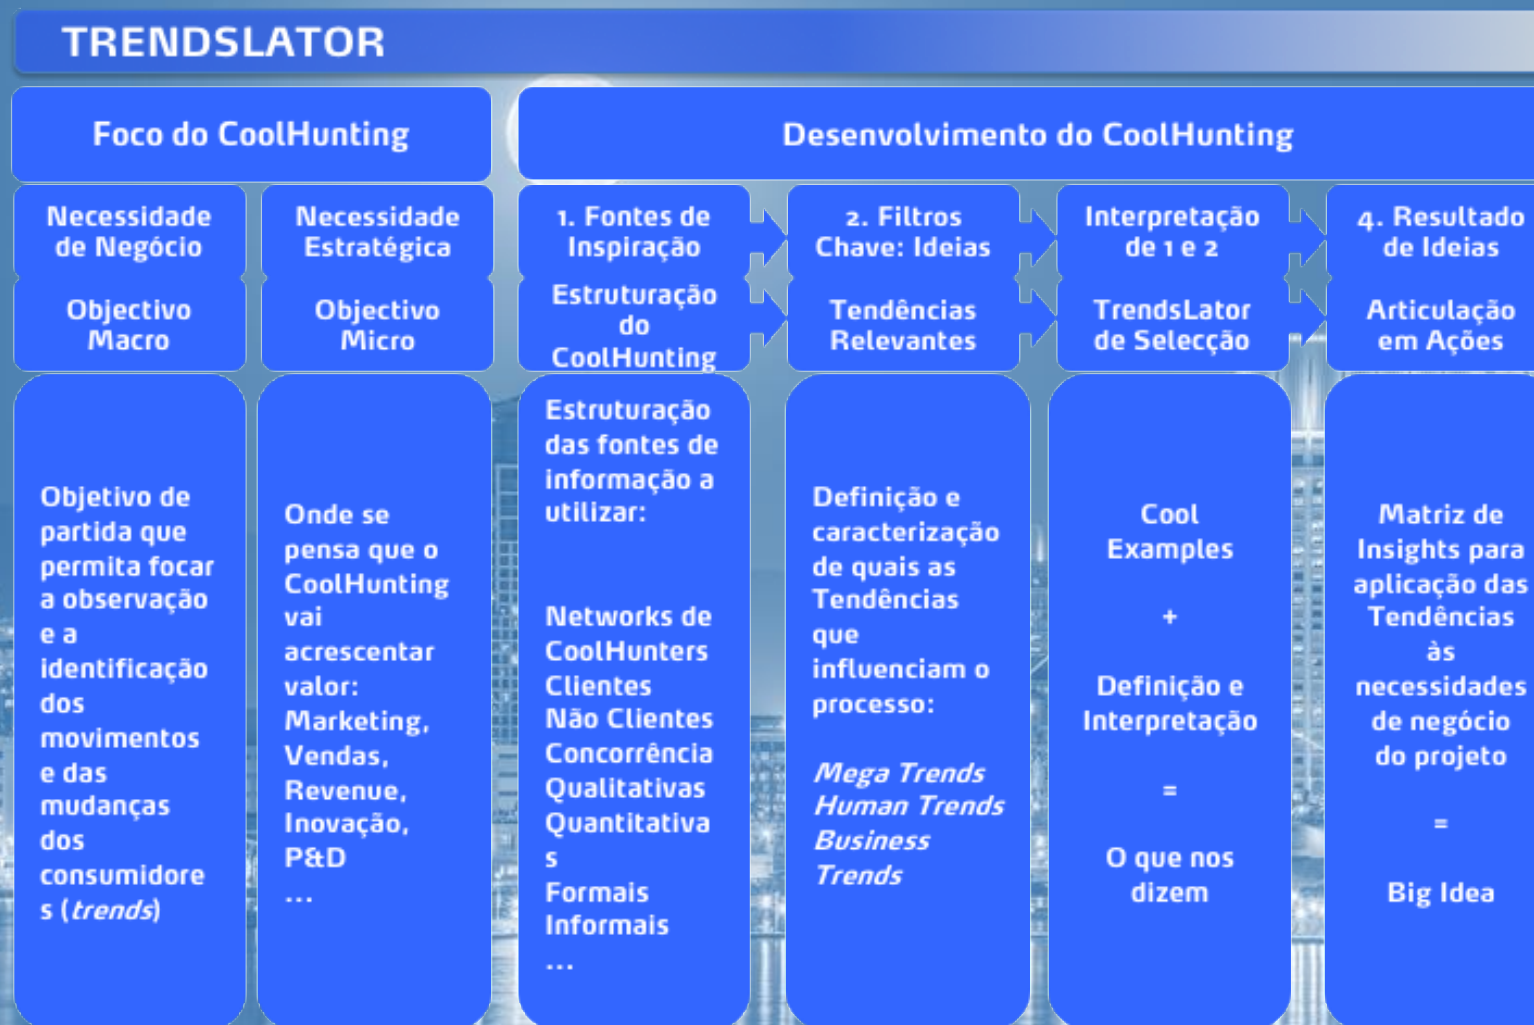 TRENDSLATOR
Foco do CoolHunting
Desenvolvimento do CoolHunting
Necessidade
de Negócio
Necessidade
Estratégica
1. Fontes de
Inspiração
2. Filtros
Chave: Ideias
Interpretação
de 1 e 2
4. Resultado
de Ideias
Objectivo
Macro
Objectivo
Micro
Estruturação
do
CoolHunting
Tendências
Relevantes
TrendsLator
de Selecção
Articulação
em Ações
Objetivo de
partida que
permita focar
a observação
e a
identificação
dos
movimentos
e das
mudanças
dos
consumidore
s (trends)
Onde se
pensa que o
CoolHunting
vai
acrescentar
valor:
Marketing,
Vendas,
Revenue,
Inovação,
P&D
...
Estruturação
das fontes de
informação a
utilizar:
Networks de
CoolHunters
Clientes
Não Clientes
Concorrência
Qualitativas
Quantitativa
s
Formais
Informais
...
Definição e
caracterização
de quais as
Tendências
que
influenciam o
processo:
Mega Trends
Human Trends
Business
Trends
Cool
Examples
+
Definição e
Interpretação
=
O que nos
dizem
Matriz de
Insights para
aplicação das
Tendências
às
necessidades
de negócio
do projeto
=
Big Idea